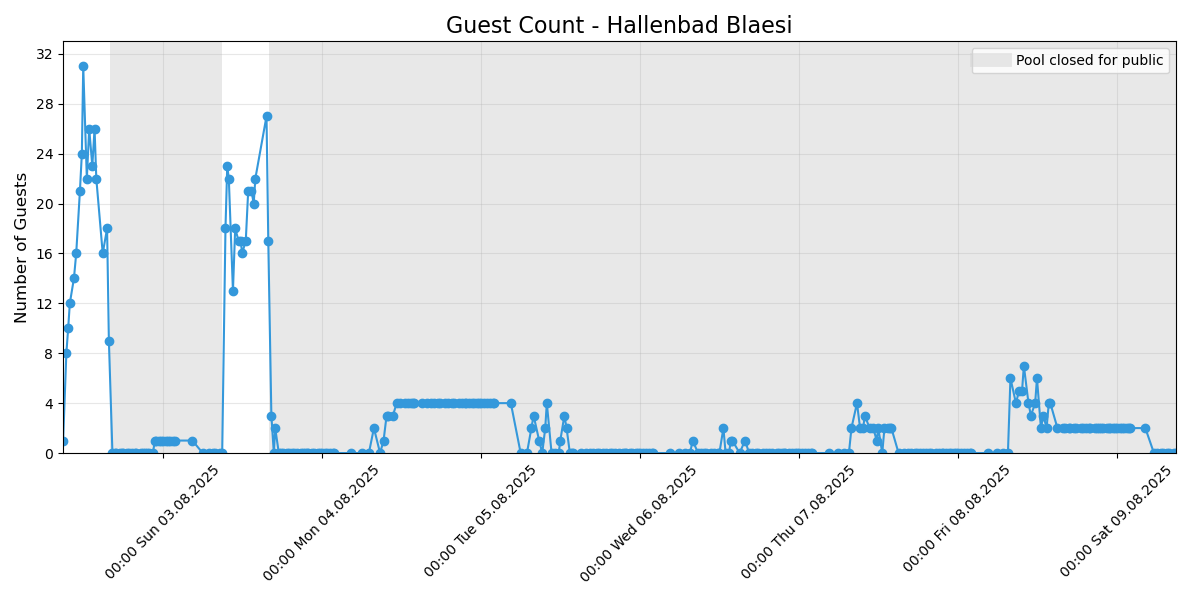 Guest Count - Hallenbad Blaesi
Pool closed for public
Number of Guests
32
28
24
20
16
12
8
4
0
00:00 Sun 03.08.2025
00:00 Mon 04.08.2025
00:00 Tue 05.08.2025
00:00 Wed 06.08.2025
00:00 Thu 07.08.2025
00:00 Fri 08.08.2025
00:00 Sat 09.08.2025